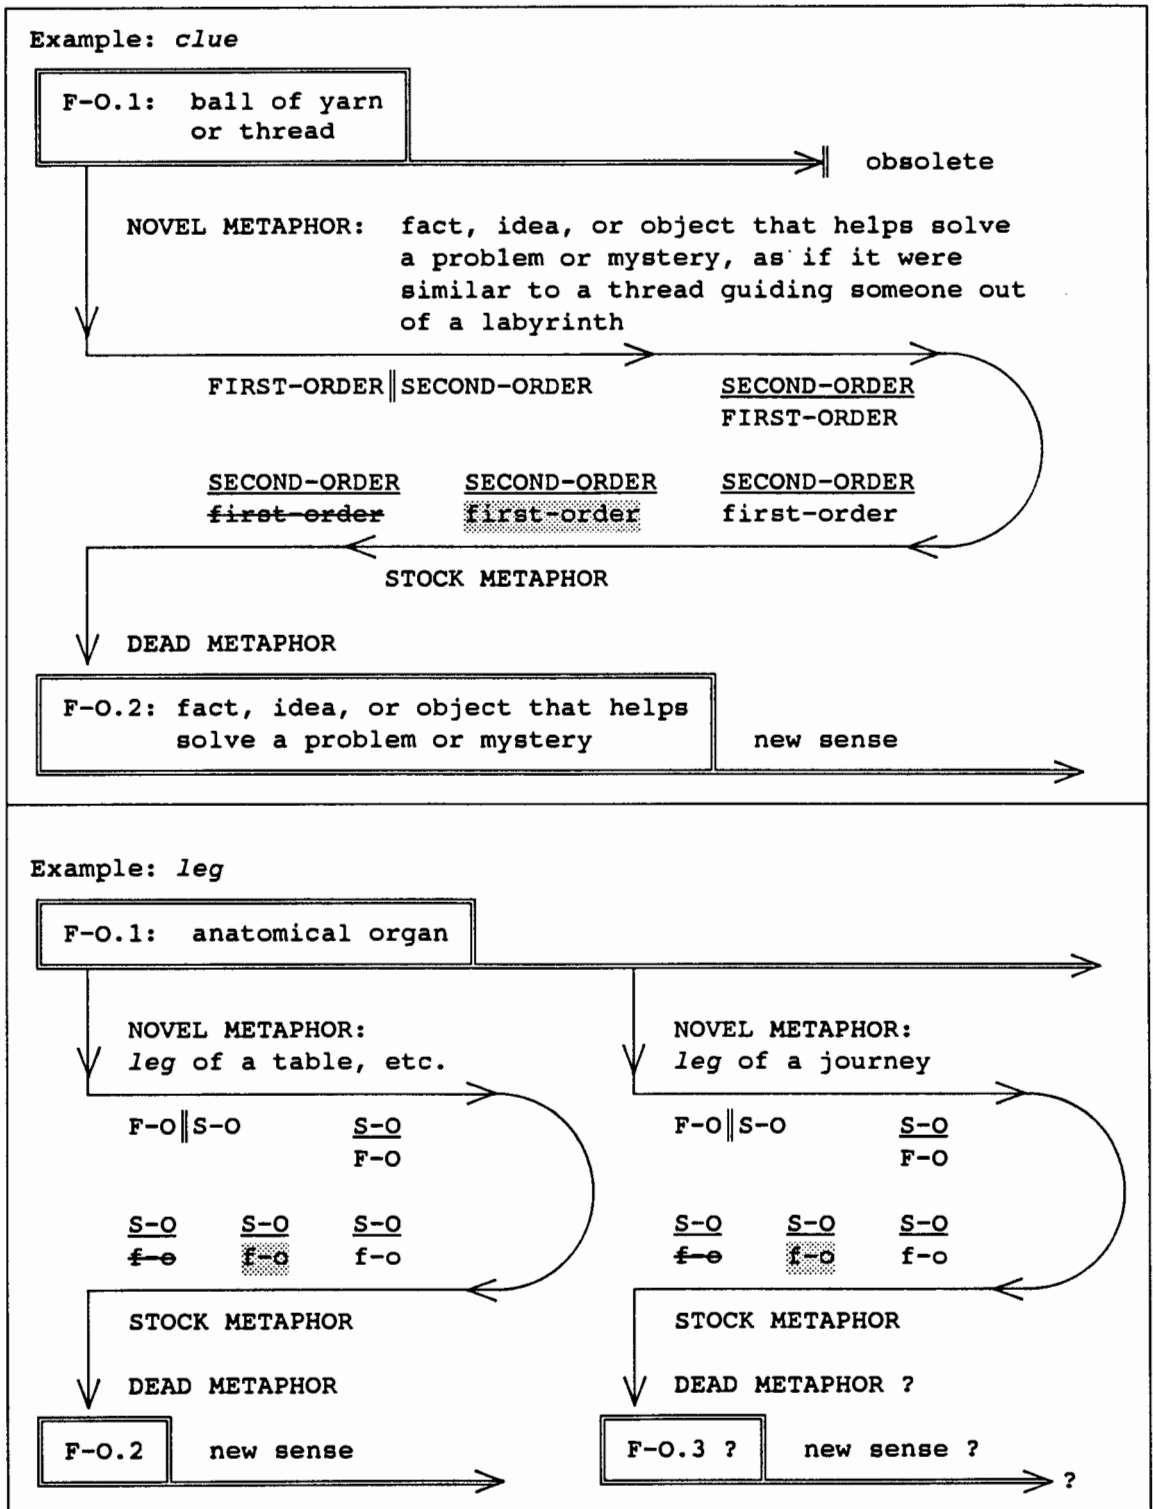 Example: clue
F-O.1: ball of yarn
or thread
obsolete
NOVEL METAPHOR: fact, idea, or object that helps solve
a problem or mystery, as if it were
similar to a thread guiding someone out
of a labyrinth
FIRST-ORDER‖SECOND-ORDER SECOND-ORDER
FIRST-ORDER
SECOND-ORDER SECOND-ORDER SECOND-ORDER
first-order first-order first-order
STOCK METAPHOR
DEAD METAPHOR
F-O.2: fact, idea, or object that helps
solve a problem or mystery new sense
Example: leg
F-O.1: anatomical organ
NOVEL METAPHOR: NOVEL METAPHOR:
leg of a table, etc. leg of a journey
F-O‖S-O S-O F-O‖S-O S-O
F-O F-O
S-O S-O S-O S-O S-O S-O
f-o f-o f-o f-o f-o f-o
STOCK METAPHOR STOCK METAPHOR
DEAD METAPHOR DEAD METAPHOR ?
F-O.2 new sense F-O.3 ? new sense ?
?